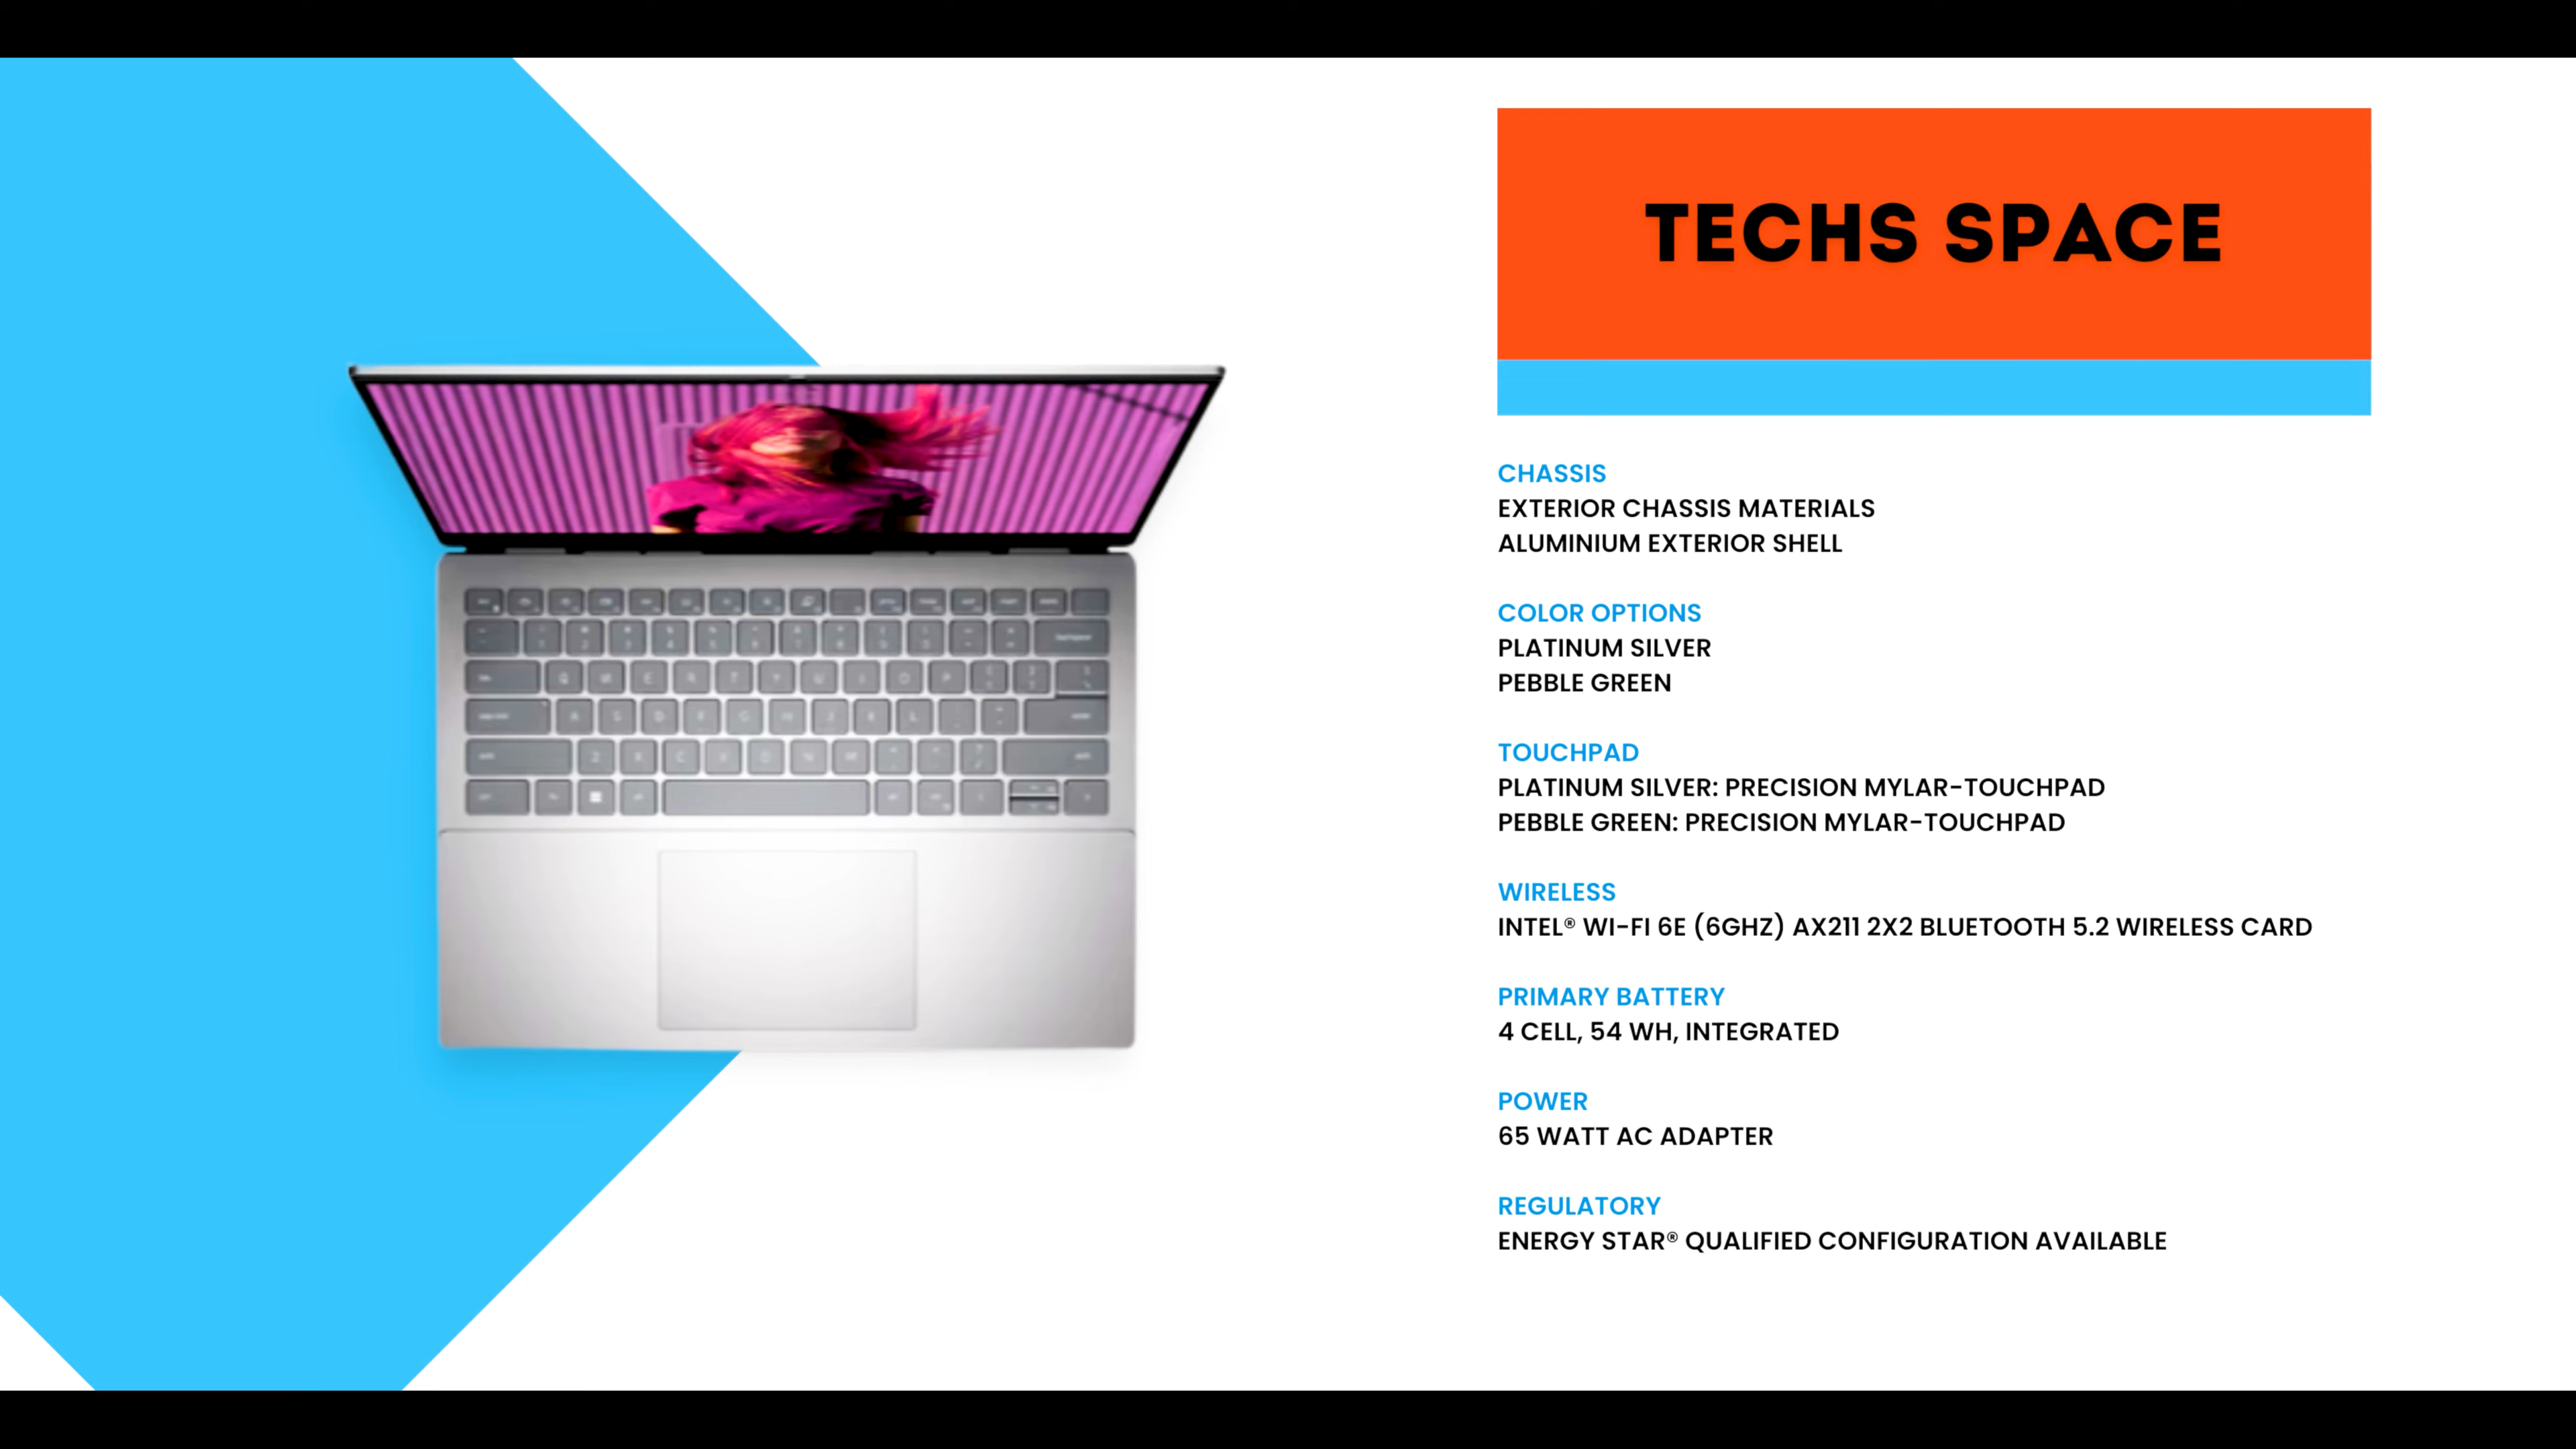 TECHS SPACE
CHASSIS
EXTERIOR CHASSIS MATERIALS
ALUMINIUM EXTERIOR SHELL
COLOR OPTIONS
PLATINUM SILVER
PEBBLE GREEN
TOUCHPAD
PLATINUM SILVER: PRECISION MYLAR-TOUCHPAD
PEBBLE GREEN: PRECISION MYLAR-TOUCHPAD
WIRELESS
INTEL® WI-FI 6E (6GHZ) AX211 2X2 BLUETOOTH 5.2 WIRELESS CARD
PRIMARY BATTERY
4 CELL, 54 WH, INTEGRATED
POWER
65 WATT AC ADAPTER
REGULATORY
ENERGY STAR® QUALIFIED CONFIGURATION AVAILABLE